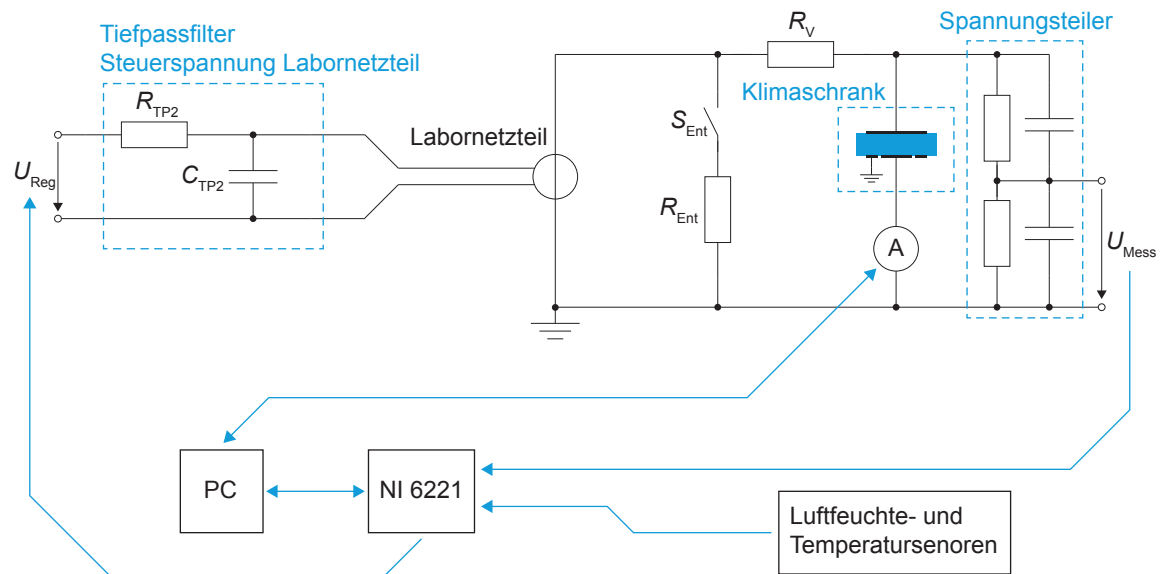 Tiefpassfilter
Steuerspannung Labornetzteil
R_TP2
C_TP2
U_Reg
Labornetzteil
S_Ent
R_Ent
R_V
Klimaschrank
A
Spannungsteiler
U_Mess
PC
NI 6221
Luftfeuchte- und
Temperatursenoren